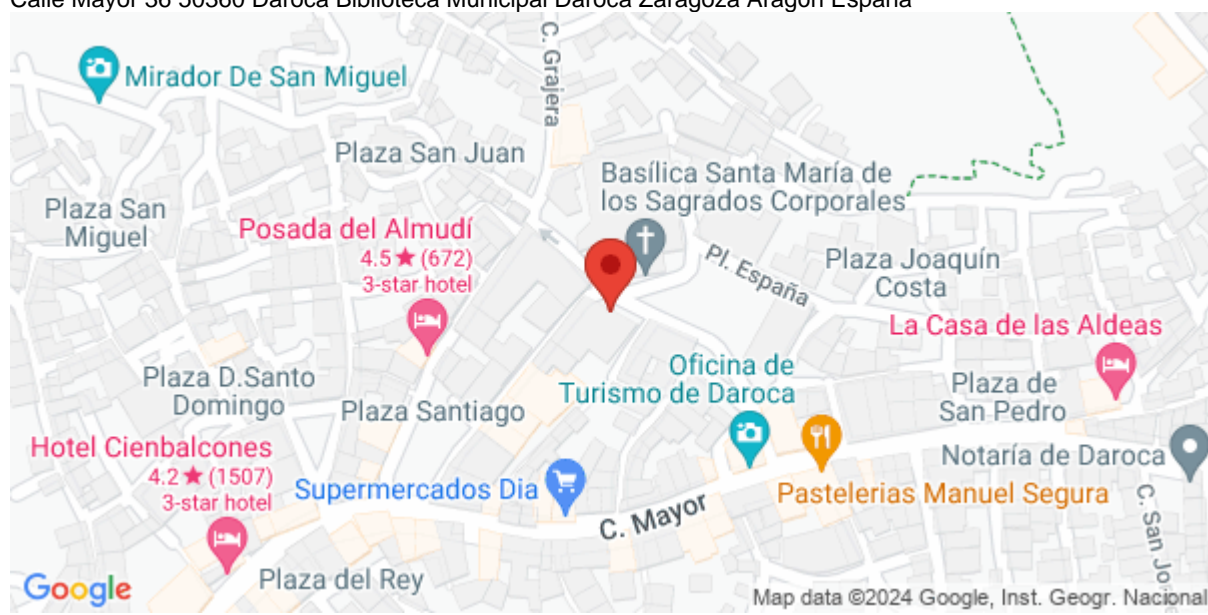 Calle Mayor 36 50360 Daroca Biblioteca Municipal Daroca Zaragoza Aragón España
C. Grajera
Mirador De San Miguel
Plaza San Juan
Basílica Santa María de
los Sagrados Corporales
Plaza San
Miguel
Posada del Almudí
4.5★(672)
3-star hotel
Pl. España
Plaza Joaquín
Costa
La Casa de las Aldeas
Oficina de
Turismo de Daroca
Plaza D.Santo
Domingo
Plaza Santiago
Plaza de
San Pedro
Hotel Cienbalcones
4.2★(1507)
3-star hotel
Notaría de Daroca
Supermercados Dia
Pastelerias Manuel Segura
C. Mayor
C. San Jo
Plaza del Rey
Google
Map data ©2024 Google, Inst. Geogr. Nacional